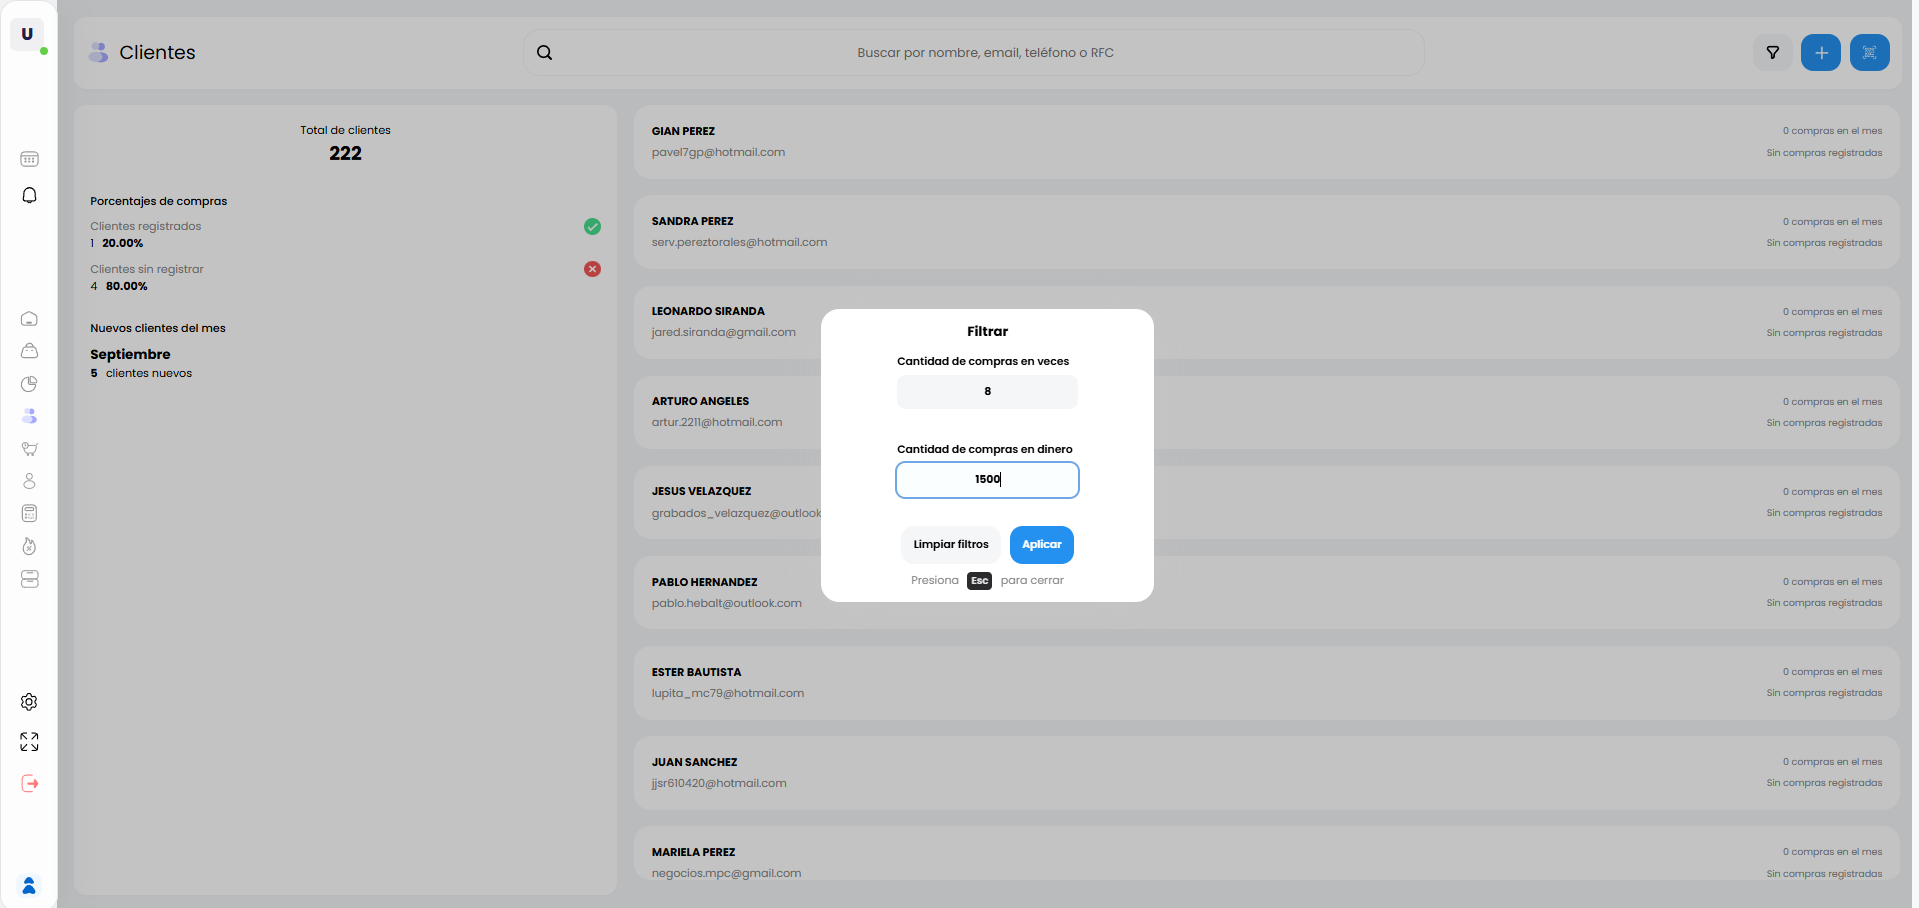 U
Clientes
Buscar por nombre, email, teléfono o RFC
Total de clientes
222
Porcentajes de compras
Clientes registrados
1 20.00%
Clientes sin registrar
4 80.00%
Nuevos clientes del mes
Septiembre
5 clientes nuevos
GIAN PEREZ
pavel7gp@hotmail.com
0 compras en el mes
Sin compras registradas
SANDRA PEREZ
serv.pereztorales@hotmail.com
0 compras en el mes
Sin compras registradas
LEONARDO SIRANDA
jared.siranda@gmail.com
0 compras en el mes
Sin compras registradas
ARTURO ANGELES
artur.2211@hotmail.com
0 compras en el mes
Sin compras registradas
JESUS VELAZQUEZ
grabados_velazquez@outlook
0 compras en el mes
Sin compras registradas
PABLO HERNANDEZ
pablo.hebalt@outlook.com
0 compras en el mes
Sin compras registradas
ESTER BAUTISTA
lupita_mc79@hotmail.com
0 compras en el mes
Sin compras registradas
JUAN SANCHEZ
jjsr610420@hotmail.com
0 compras en el mes
Sin compras registradas
MARIELA PEREZ
negocios.mpc@gmail.com
0 compras en el mes
Sin compras registradas
Filtrar
Cantidad de compras en veces
8
Cantidad de compras en dinero
1500
Limpiar filtros
Aplicar
Presiona Esc para cerrar